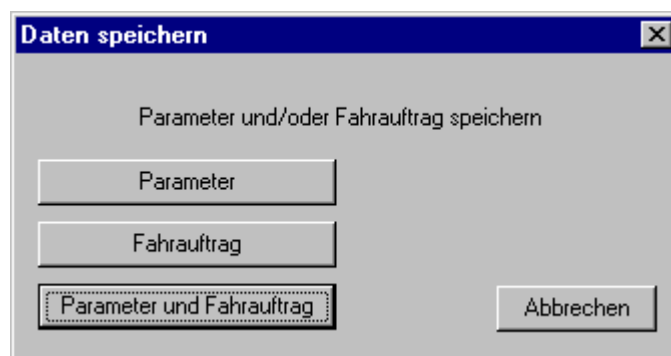 Daten speichern
Parameter und/oder Fahrauftrag speichern
Parameter
Fahrauftrag
Parameter und Fahrauftrag
Abbrechen